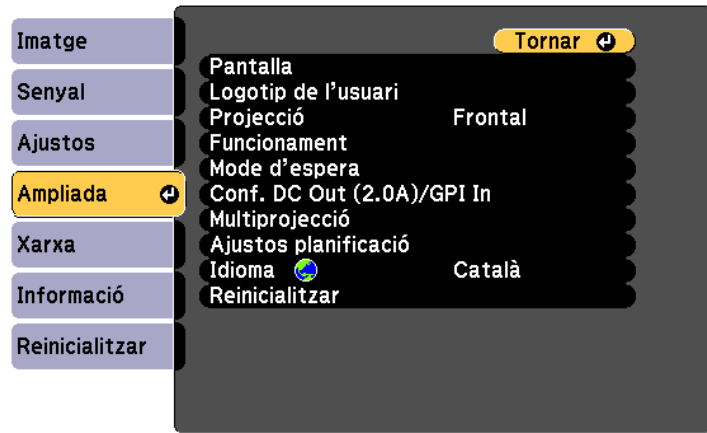 Imatge
Senyal
Ajustos
Ampliada
Xarxa
Informació
Reinicialitzar
Tornar
Pantalla
Logotip de l'usuari
Projecció Frontal
Funcionament
Mode d'espera
Conf. DC Out (2.0A)/GPI In
Multiprojecció
Ajustos planificació
Idioma Català
Reinicialitzar